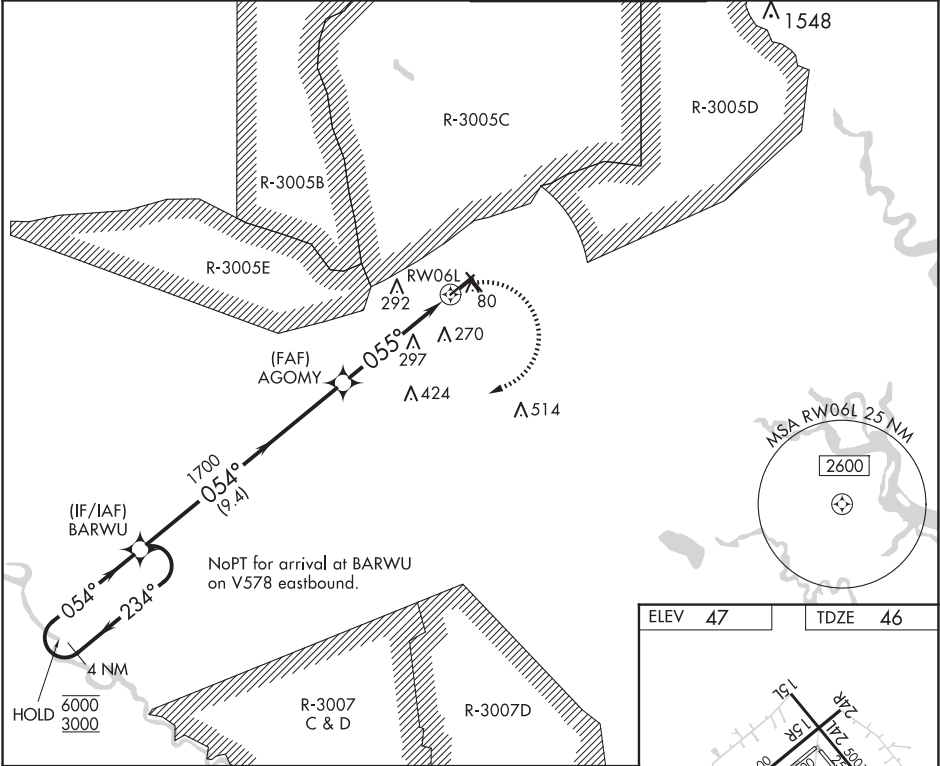 1548
R-3005C
R-3005D
R-3005B
R-3005E
RW06L
292
80
270
297
055°
(FAF)
AGOMY
424
514
MSA RW06L 25 NM
2600
1700
054°
(9.4)
(IF/IAF)
BARWU
NoPT for arrival at BARWU
on V578 eastbound.
054°
234°
4 NM
HOLD
6000
3000
R-3007
C & D
R-3007D
ELEV 47
TDZE 46
15L
24R
15R
24L